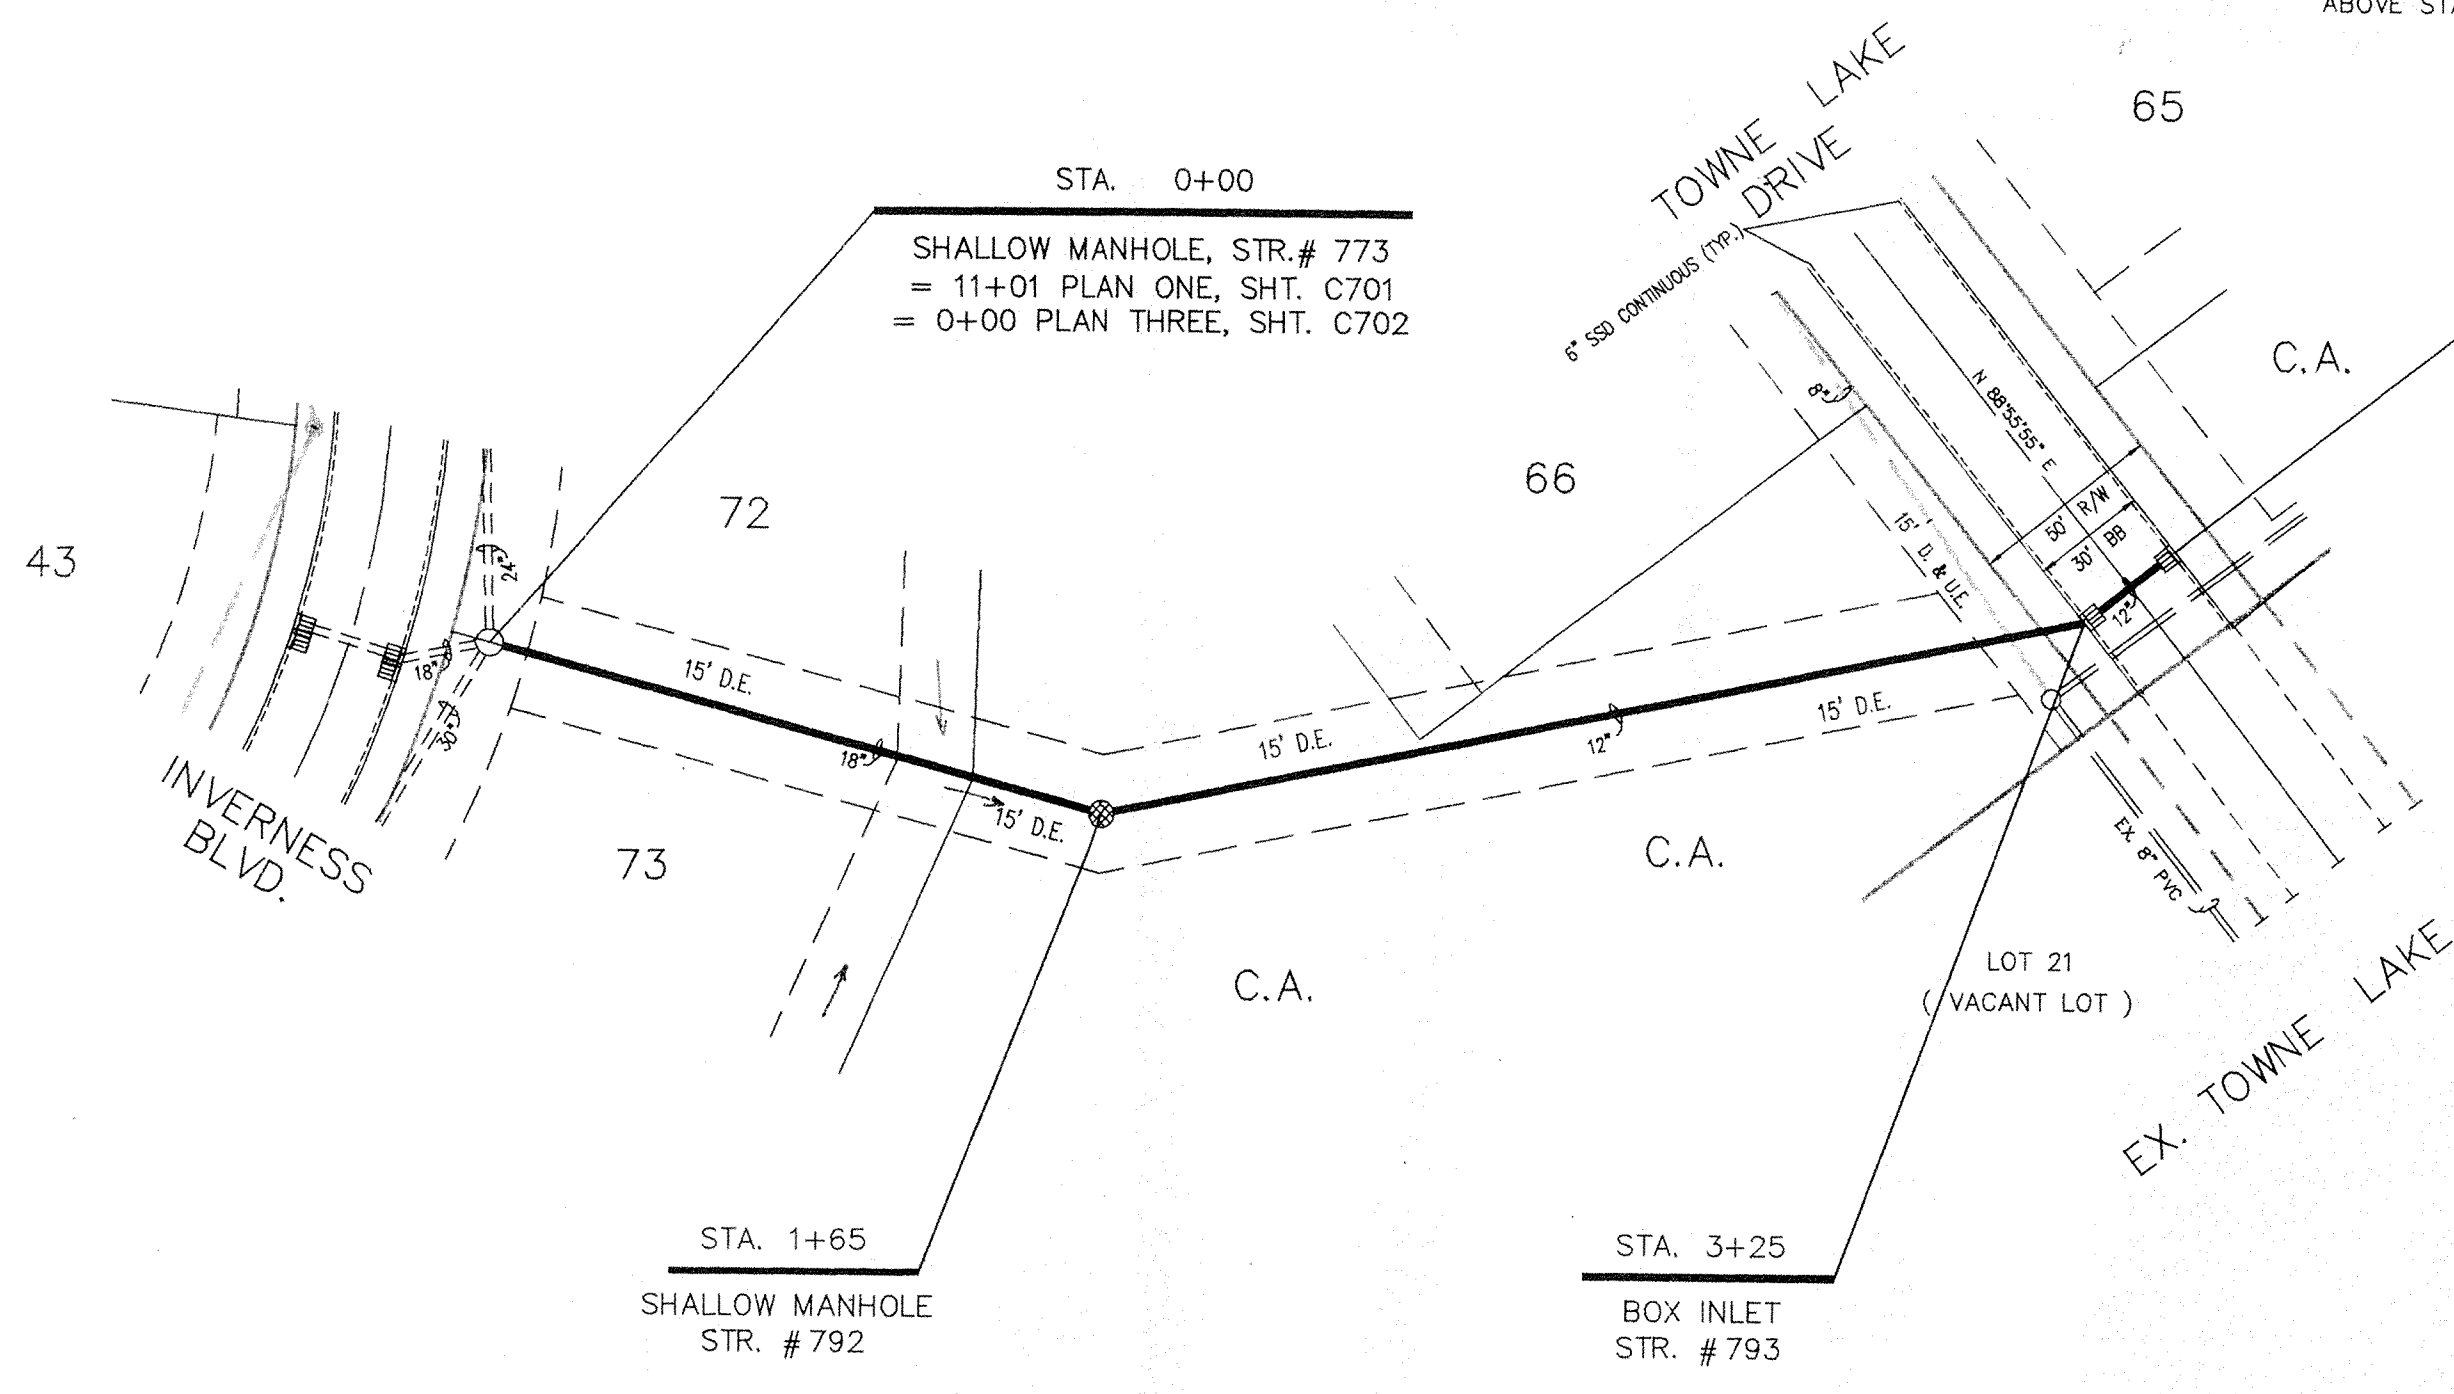 ABOVE STA
TOWNE LAKE
DRIVE
65
STA. 0+00
SHALLOW MANHOLE, STR.# 773
= 11+01 PLAN ONE, SHT. C701
= 0+00 PLAN THREE, SHT. C702
6" SSD CONTINUOUS (TYP.)
C.A.
8"
N 88°55'55" E
66
72
43
24"
50' R/W
30' BB
15' D. & U.E.
12"
18"
15' D.E.
30"
18"
15' D.E.
15' D.E.
12"
15' D.E.
INVERNESS
BLVD.
73
C.A.
EX. 8" PVC
C.A.
LOT 21
( VACANT LOT )
EX. TOWNE LAKE
STA. 1+65
SHALLOW MANHOLE
STR. #792
STA. 3+25
BOX INLET
STR. #793